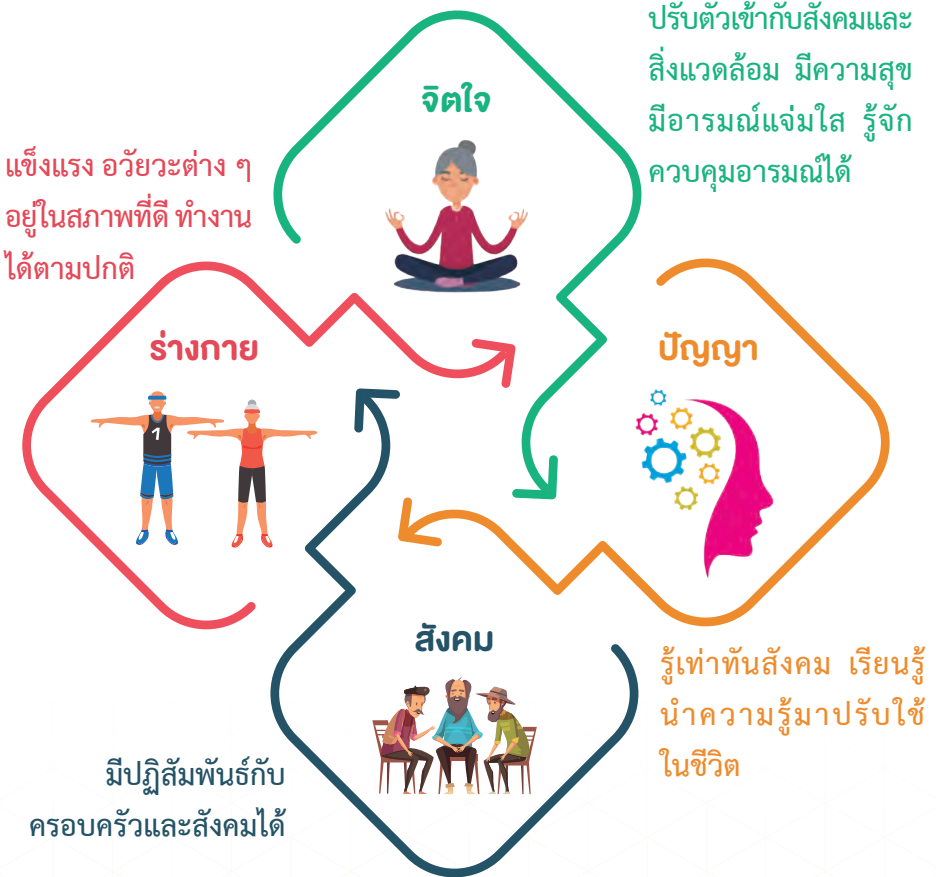 จิตใจ
ปรับตัวเข้ากับสังคมและ
สิ่งแวดล้อม มีความสุข
มีอารมณ์แจ่มใส รู้จัก
ควบคุมอารมณ์ได้
แข็งแรง อวัยวะต่าง ๆ
อยู่ในสภาพที่ดี ทำงาน
ได้ตามปกติ
ร่างกาย
1
ปัญญา
รู้เท่าทันสังคม เรียนรู้
นำความรู้มาปรับใช้
ในชีวิต
สังคม
มีปฏิสัมพันธ์กับ
ครอบครัวและสังคมได้